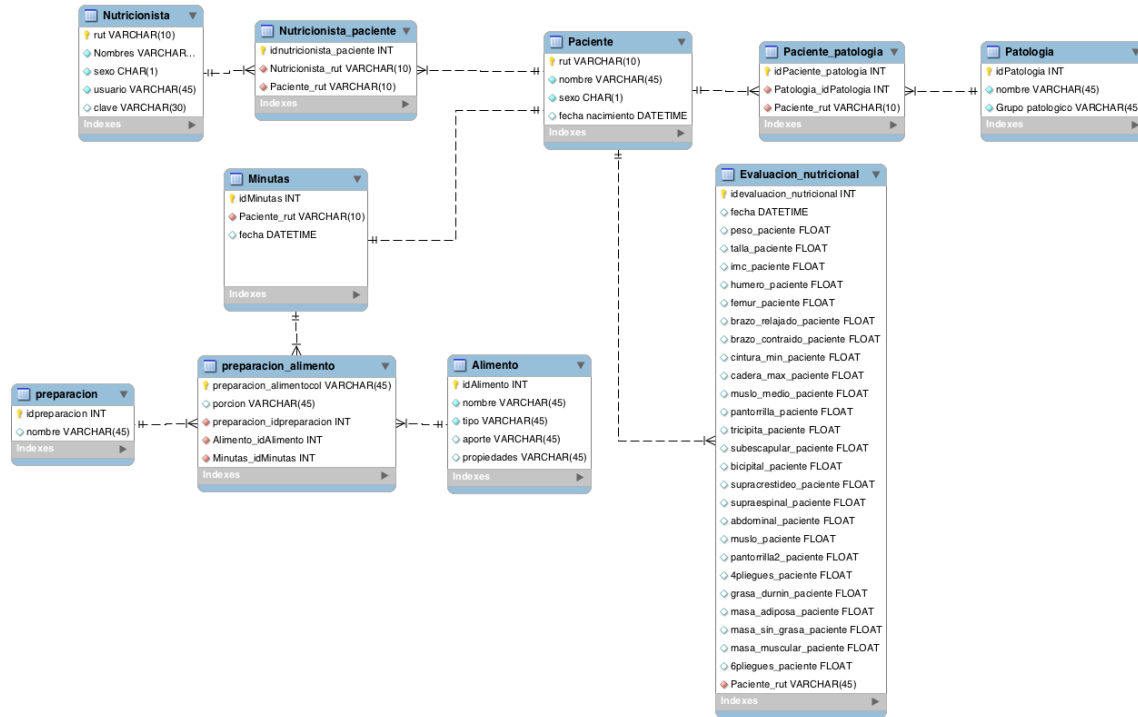 Nutricionista
rut VARCHAR(10)
Nombres VARCHAR...
sexo CHAR(1)
usuario VARCHAR(45)
clave VARCHAR(30)
Indexes
Nutricionista_paciente
idnutricionista_paciente INT
Nutricionista_rut VARCHAR(10)
Paciente_rut VARCHAR(10)
Indexes
Paciente
rut VARCHAR(10)
nombre VARCHAR(45)
sexo CHAR(1)
fecha nacimiento DATETIME
Indexes
Paciente_patologia
idPaciente_patologia INT
Patologia_idPatologia INT
Paciente_rut VARCHAR(10)
Indexes
Patologia
idPatologia INT
nombre VARCHAR(45)
Grupo patologico VARCHAR(45
Indexes
Minutas
idMinutas INT
Paciente_rut VARCHAR(10)
fecha DATETIME
Indexes
Evaluacion_nutricional
idevaluacion_nutricional INT
fecha DATETIME
peso_paciente FLOAT
talla_paciente FLOAT
imc_paciente FLOAT
humero_paciente FLOAT
femur_paciente FLOAT
brazo_relajado_paciente FLOAT
brazo_contraido_paciente FLOAT
cintura_min_paciente FLOAT
cadera_max_paciente FLOAT
muslo_medio_paciente FLOAT
pantorrilla_paciente FLOAT
tricipita_paciente FLOAT
subescapular_paciente FLOAT
bicipital_paciente FLOAT
supracrestideo_paciente FLOAT
supraespinal_paciente FLOAT
abdominal_paciente FLOAT
muslo_paciente FLOAT
pantorrilla2_paciente FLOAT
4pliegues_paciente FLOAT
grasa_durnin_paciente FLOAT
masa_adiposa_paciente FLOAT
masa_sin_grasa_paciente FLOAT
masa_muscular_paciente FLOAT
6pliegues_paciente FLOAT
Paciente_rut VARCHAR(45)
Indexes
preparacion
idpreparacion INT
nombre VARCHAR(45)
Indexes
preparacion_alimento
preparacion_alimentocol VARCHAR(45)
porcion VARCHAR(45)
preparacion_idpreparacion INT
Alimento_idAlimento INT
Minutas_idMinutas INT
Indexes
Alimento
idAlimento INT
nombre VARCHAR(45)
tipo VARCHAR(45)
aporte VARCHAR(45)
propiedades VARCHAR(45)
Indexes